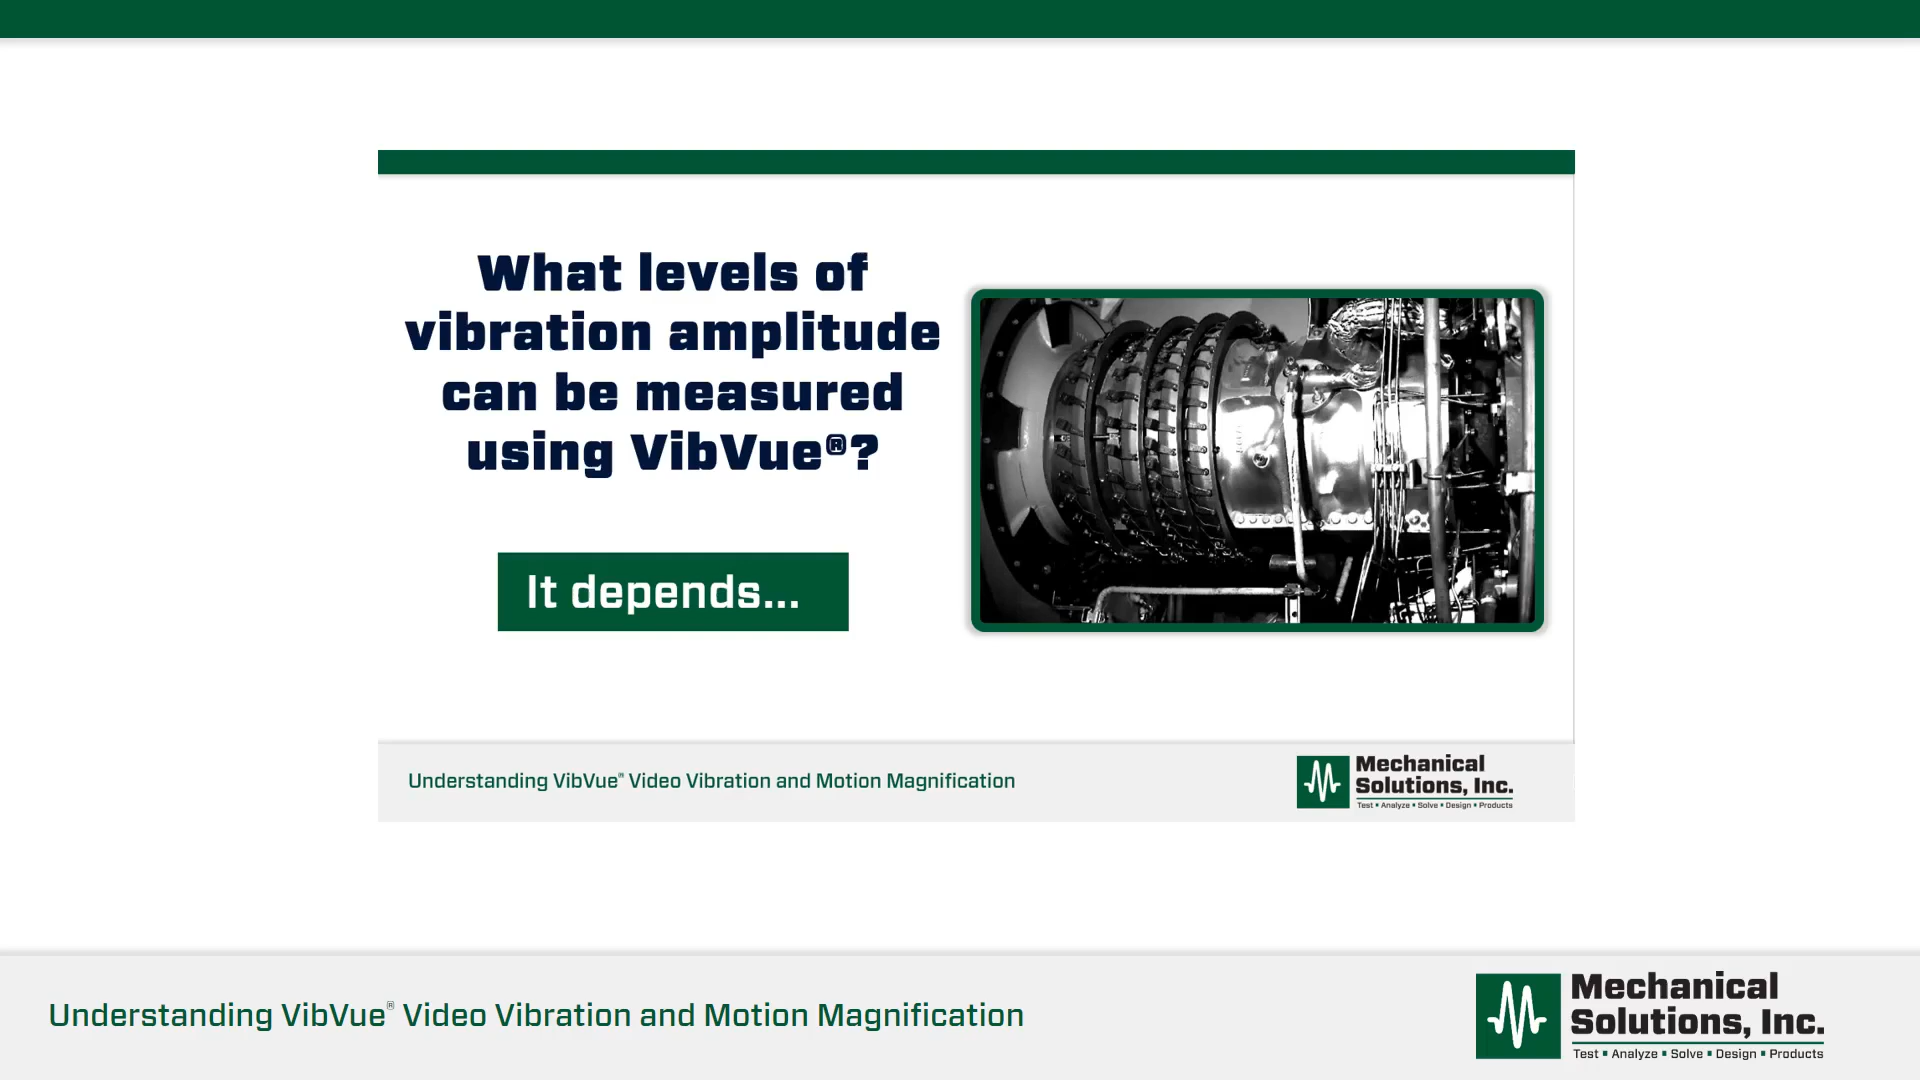 What levels of
vibration amplitude
can be measured
using VibVue®?
It depends...
Understanding VibVue® Video Vibration and Motion Magnification
Mechanical
Solutions, Inc.
Test ▪ Analyze ▪ Solve ▪ Design ▪ Products
Understanding VibVue® Video Vibration and Motion Magnification
Mechanical
Solutions, Inc.
Test ▪ Analyze ▪ Solve ▪ Design ▪ Products